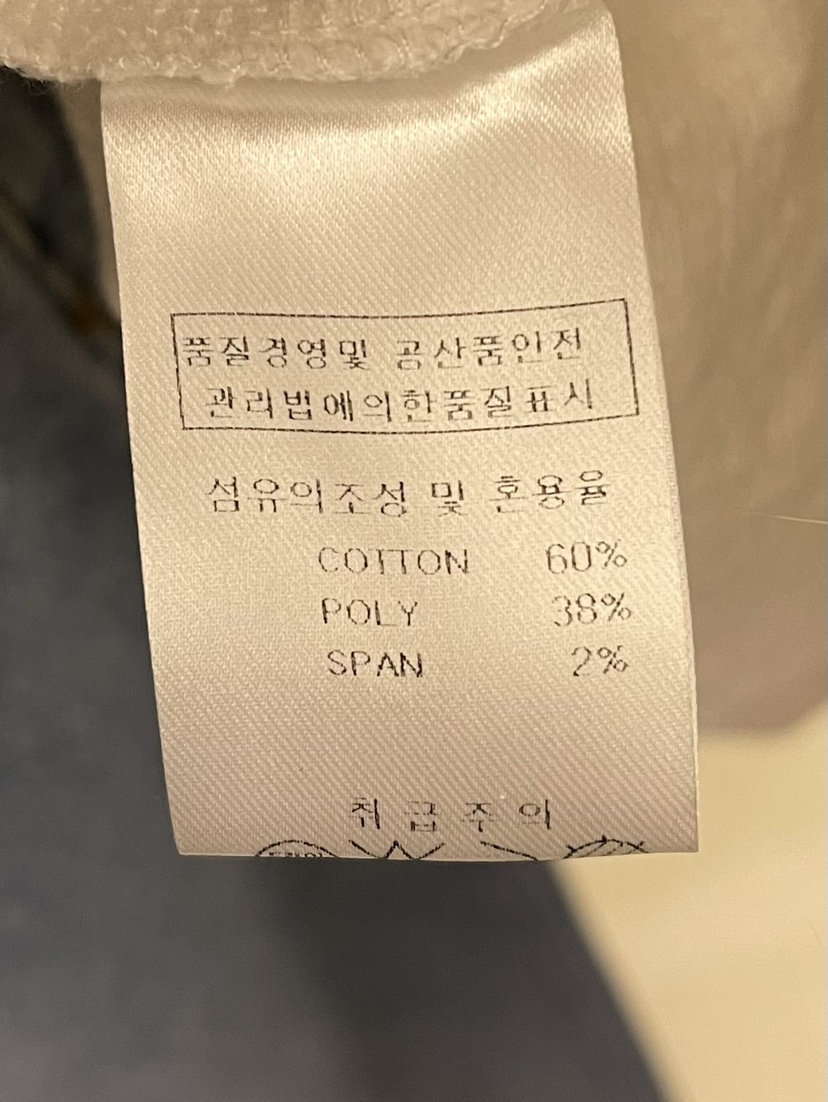 품질경영및 공산품안전
관리법에의한품질표시
섬유의조성 및 혼용율
COTTON 60%
POLY 38%
SPAN 2%
취급주의